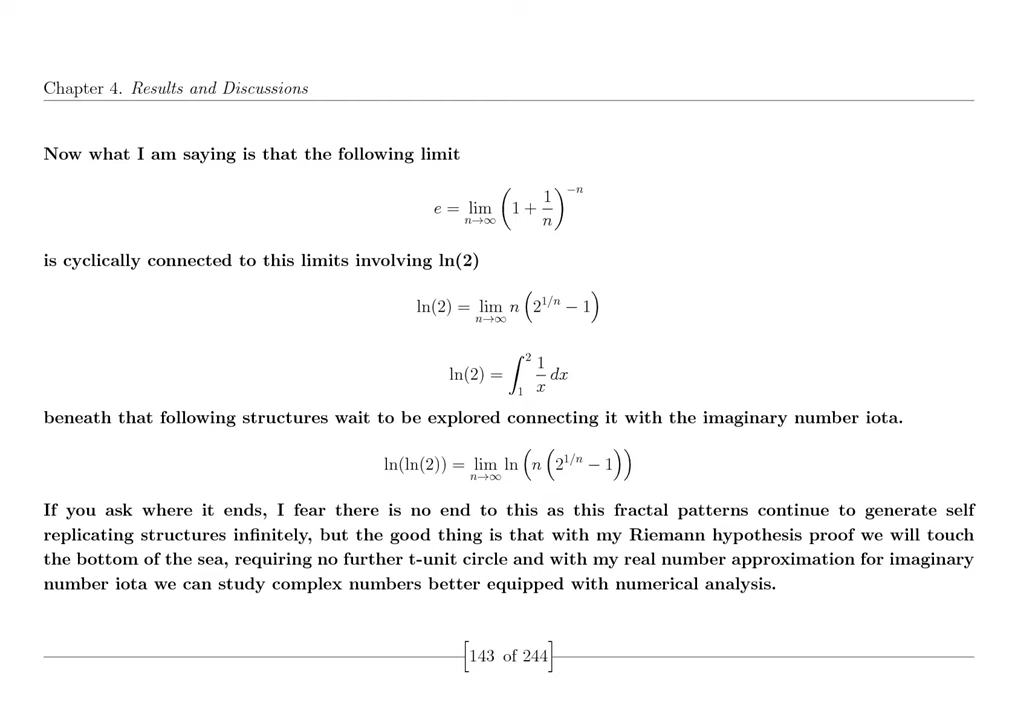 Chapter 4. Results and Discussions
Now what I am saying is that the following limit
e = lim_{n→∞} (1 + 1/n)^{−n}
is cyclically connected to this limits involving ln(2)
ln(2) = lim_{n→∞} n (2^{1/n} − 1)
ln(2) = ∫_1^2 1/x dx
beneath that following structures wait to be explored connecting it with the imaginary number iota.
ln(ln(2)) = lim_{n→∞} ln (n (2^{1/n} − 1))
If you ask where it ends, I fear there is no end to this as this fractal patterns continue to generate self
replicating structures infinitely, but the good thing is that with my Riemann hypothesis proof we will touch
the bottom of the sea, requiring no further t-unit circle and with my real number approximation for imaginary
number iota we can study complex numbers better equipped with numerical analysis.
[143 of 244]